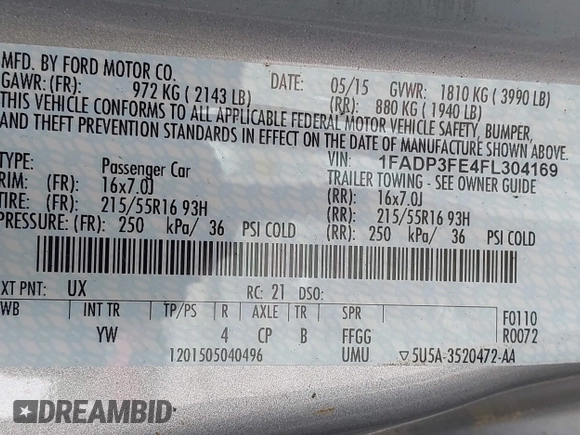 MFD. BY FORD MOTOR CO.
DATE: 05/15 GVWR: 1810 KG ( 3990 LB)
GAWR: (FR): 972 KG ( 2143 LB) (RR): 880 KG ( 1940 LB)
THIS VEHICLE CONFORMS TO ALL APPLICABLE FEDERAL MOTOR VEHICLE SAFETY, BUMPER,
AND THEFT PREVENTION STANDARDS IN EFFECT ON THE DATE OF MANUFACTURE SHOWN ABOVE.
VIN: 1FADP3FE4FL304169
TYPE: Passenger Car TRAILER TOWING - SEE OWNER GUIDE
RIM: (FR): 16x7.0J (RR): 16x7.0J
TIRE: (FR): 215/55R16 93H (RR): 215/55R16 93H
PRESSURE: (FR): 250 kPa/ 36 PSI COLD (RR): 250 kPa/ 36 PSI COLD
XT PNT: UX RC: 21 DSO:
WB INT TR TP/PS R AXLE TR SPR F0110
YW 4 CP B FFGG R0072
1201505040496 UMU ▽5U5A-3520472-AA
DREAMBID